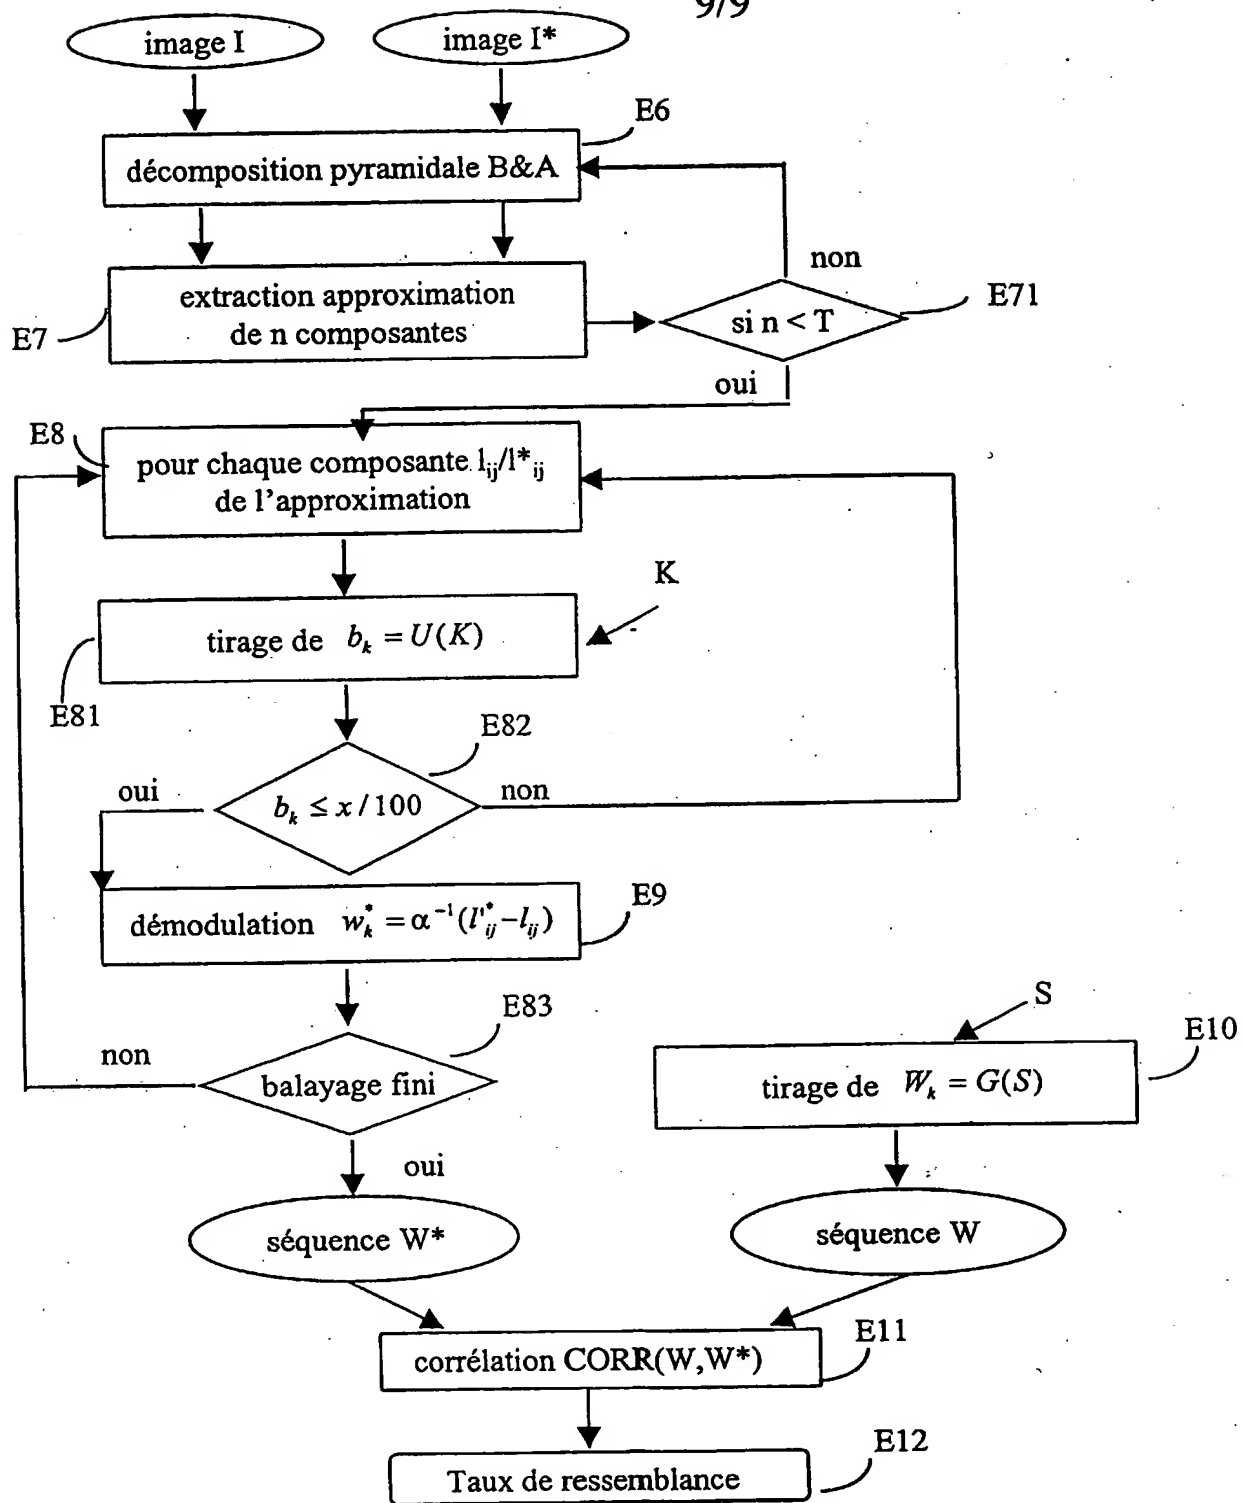 9/9
image I
image I*
E6
décomposition pyramidale B&A
non
extraction approximation
de n composantes
E7
si n < T
E71
oui
E8
pour chaque composante l_ij/l*_ij
de l'approximation
K
tirage de b_k = U(K)
E81
E82
oui
b_k ≤ x / 100
non
démodulation w*_k = α⁻¹(l'*_ij – l_ij)
E9
E83
non
balayage fini
oui
S
E10
tirage de W_k = G(S)
séquence W*
séquence W
corrélation CORR(W,W*)
E11
Taux de ressemblance
E12